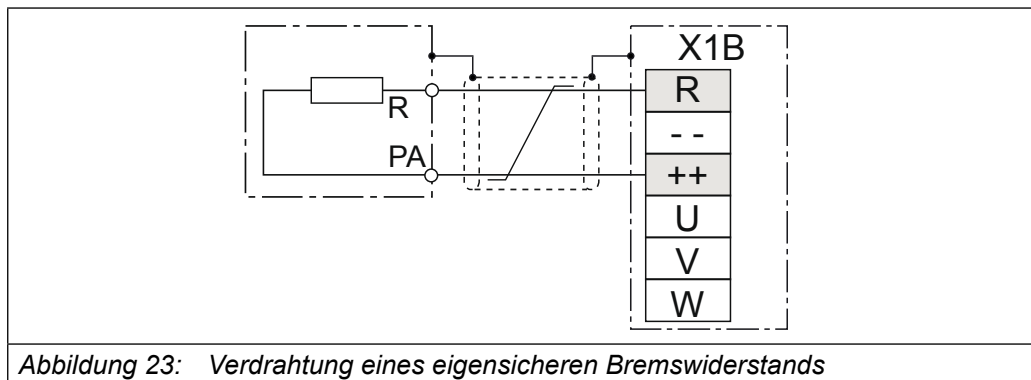 X1B
R
R
- -
PA
++
U
V
W
Abbildung 23: Verdrahtung eines eigensicheren Bremswiderstands